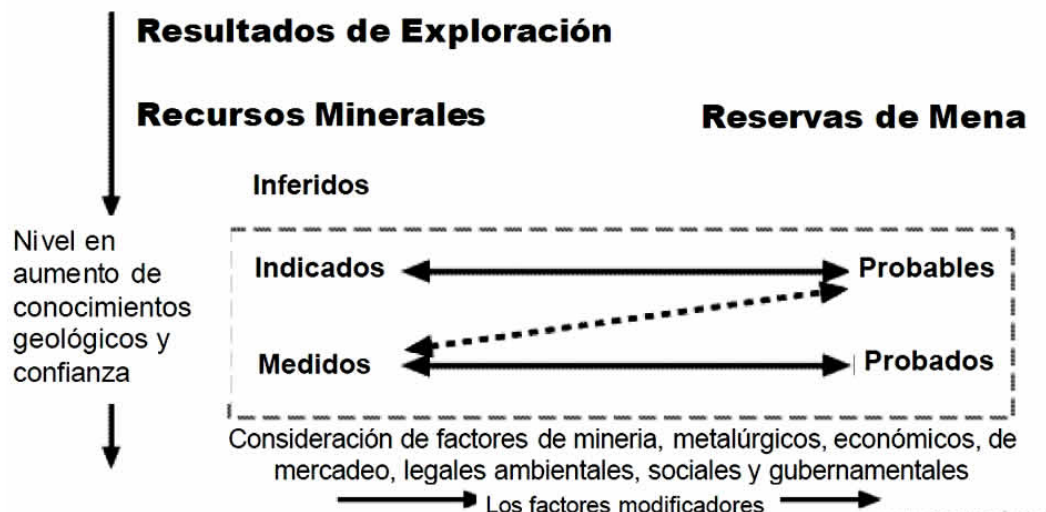 Resultados de Exploración
Recursos Minerales
Reservas de Mena
Inferidos
Nivel en
aumento de
conocimientos
geológicos y
confianza
Indicados
Probables
Medidos
Probados
Consideración de factores de mineria, metalúrgicos, económicos, de
mercadeo, legales ambientales, sociales y gubernamentales
Los factores modificadores